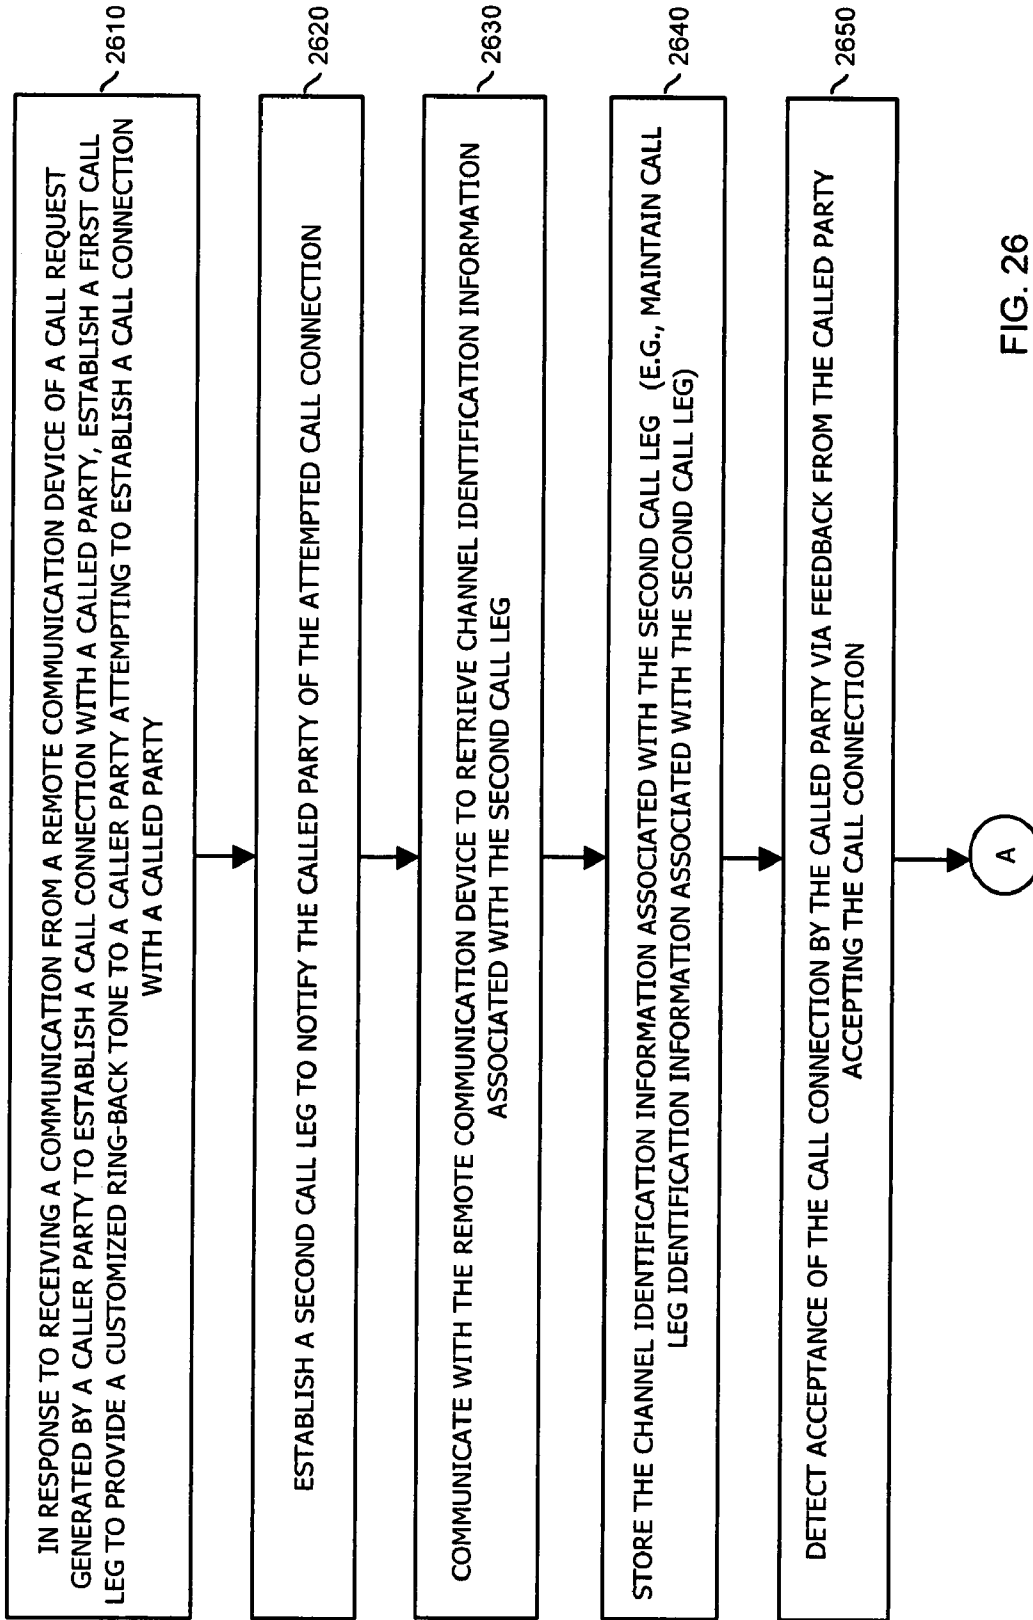 IN RESPONSE TO RECEIVING A COMMUNICATION FROM A REMOTE COMMUNICATION DEVICE OF A CALL REQUEST
GENERATED BY A CALLER PARTY TO ESTABLISH A CALL CONNECTION WITH A CALLED PARTY, ESTABLISH A FIRST CALL
LEG TO PROVIDE A CUSTOMIZED RING-BACK TONE TO A CALLER PARTY ATTEMPTING TO ESTABLISH A CALL CONNECTION
WITH A CALLED PARTY
2610
ESTABLISH A SECOND CALL LEG TO NOTIFY THE CALLED PARTY OF THE ATTEMPTED CALL CONNECTION
2620
COMMUNICATE WITH THE REMOTE COMMUNICATION DEVICE TO RETRIEVE CHANNEL IDENTIFICATION INFORMATION
ASSOCIATED WITH THE SECOND CALL LEG
2630
STORE THE CHANNEL IDENTIFICATION INFORMATION ASSOCIATED WITH THE SECOND CALL LEG (E.G., MAINTAIN CALL
LEG IDENTIFICATION INFORMATION ASSOCIATED WITH THE SECOND CALL LEG)
2640
DETECT ACCEPTANCE OF THE CALL CONNECTION BY THE CALLED PARTY VIA FEEDBACK FROM THE CALLED PARTY
ACCEPTING THE CALL CONNECTION
2650
A
FIG. 26